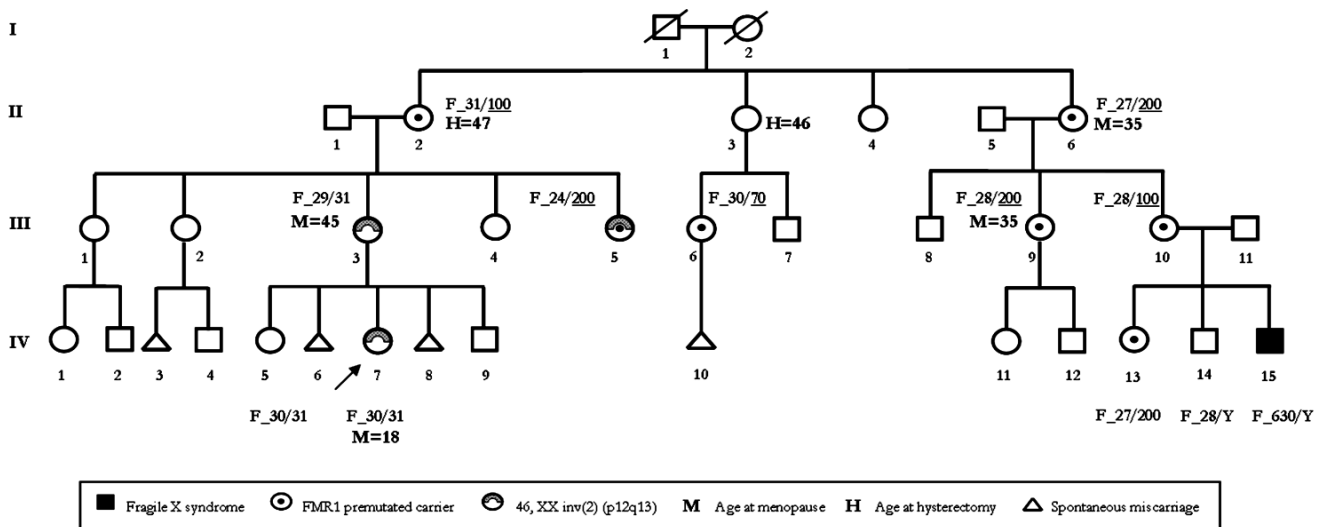 I
1 2
II
F_31/100 F_27/200
H=47 H=46 M=35
1 2 3 4 5 6
III
F_29/31 F_24/200 F_30/70 F_28/200 F_28/100
M=45 M=35
1 2 3 4 5 6 7 8 9 10 11
IV
1 2 3 4 5 6 7 8 9 10 11 12 13 14 15
F_30/31 F_30/31 F_27/200 F_28/Y F_630/Y
M=18
Fragile X syndrome FMR1 premutated carrier 46, XX inv(2) (p12q13) M Age at menopause H Age at hysterectomy Spontaneous miscarriage